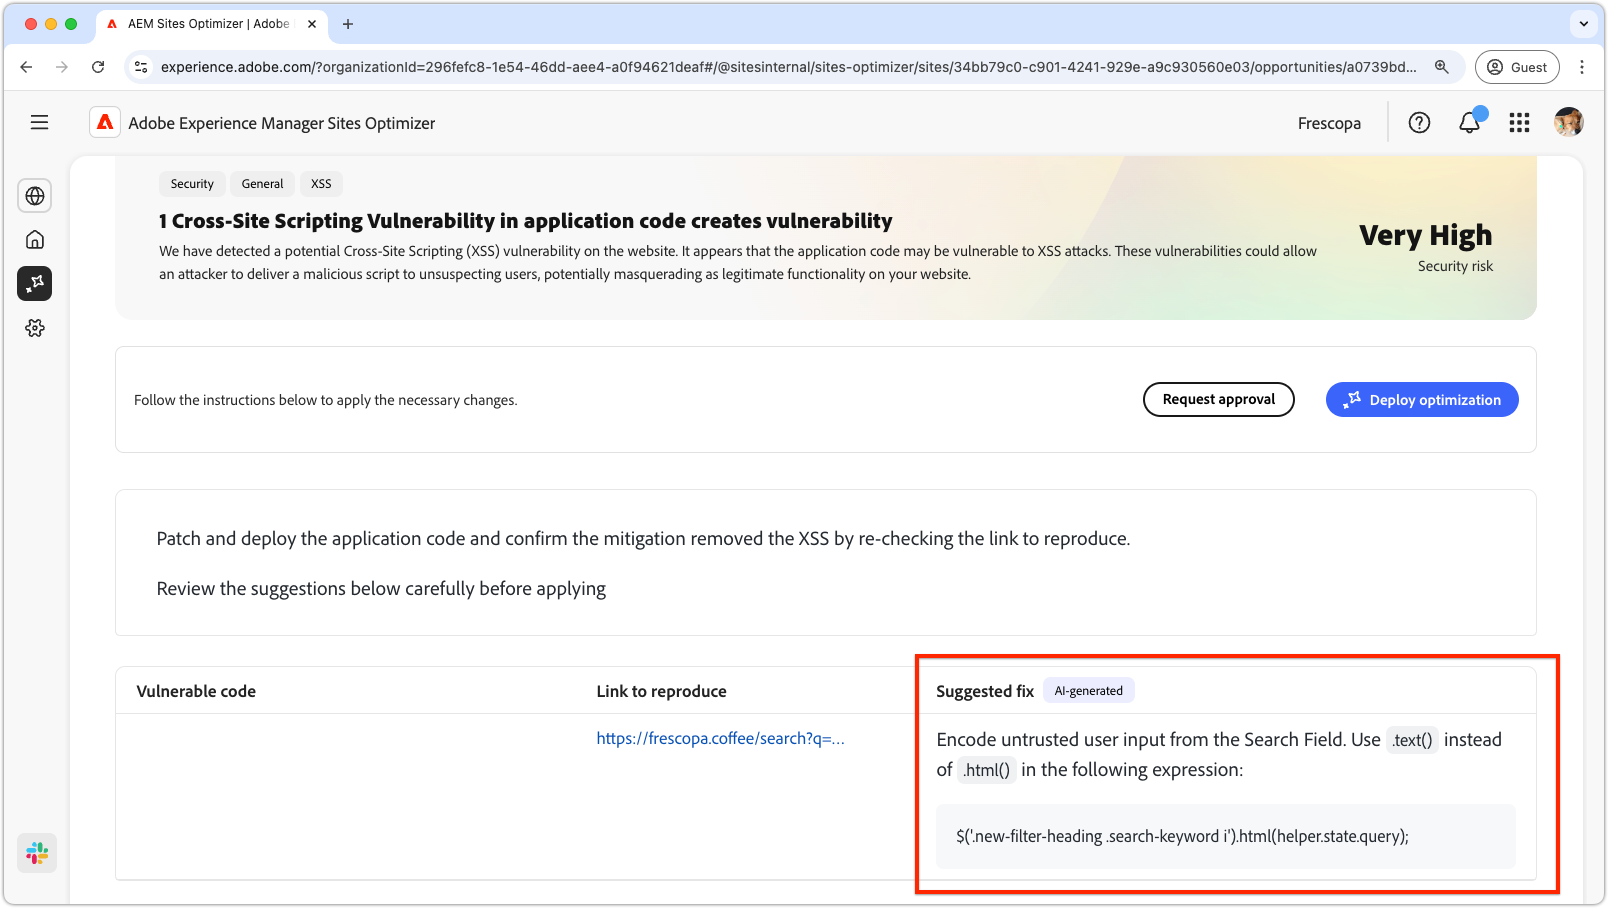 AEM Sites Optimizer | Adobe
experience.adobe.com/?organizationId=296fefc8-1e54-46dd-aee4-a0f94621deaf#/@sitesinternal/sites-optimizer/sites/34bb79c0-c901-4241-929e-a9c930560e03/opportunities/a0739bd...
Guest
Adobe Experience Manager Sites Optimizer
Frescopa
Security
General
XSS
1 Cross-Site Scripting Vulnerability in application code creates vulnerability
We have detected a potential Cross-Site Scripting (XSS) vulnerability on the website. It appears that the application code may be vulnerable to XSS attacks. These vulnerabilities could allow
an attacker to deliver a malicious script to unsuspecting users, potentially masquerading as legitimate functionality on your website.
Very High
Security risk
Follow the instructions below to apply the necessary changes.
Request approval
Deploy optimization
Patch and deploy the application code and confirm the mitigation removed the XSS by re-checking the link to reproduce.
Review the suggestions below carefully before applying
Vulnerable code
Link to reproduce
Suggested fix
AI-generated
https://frescopa.coffee/search?q=...
Encode untrusted user input from the Search Field. Use .text() instead
of .html() in the following expression:
$('.new-filter-heading .search-keyword i').html(helper.state.query);